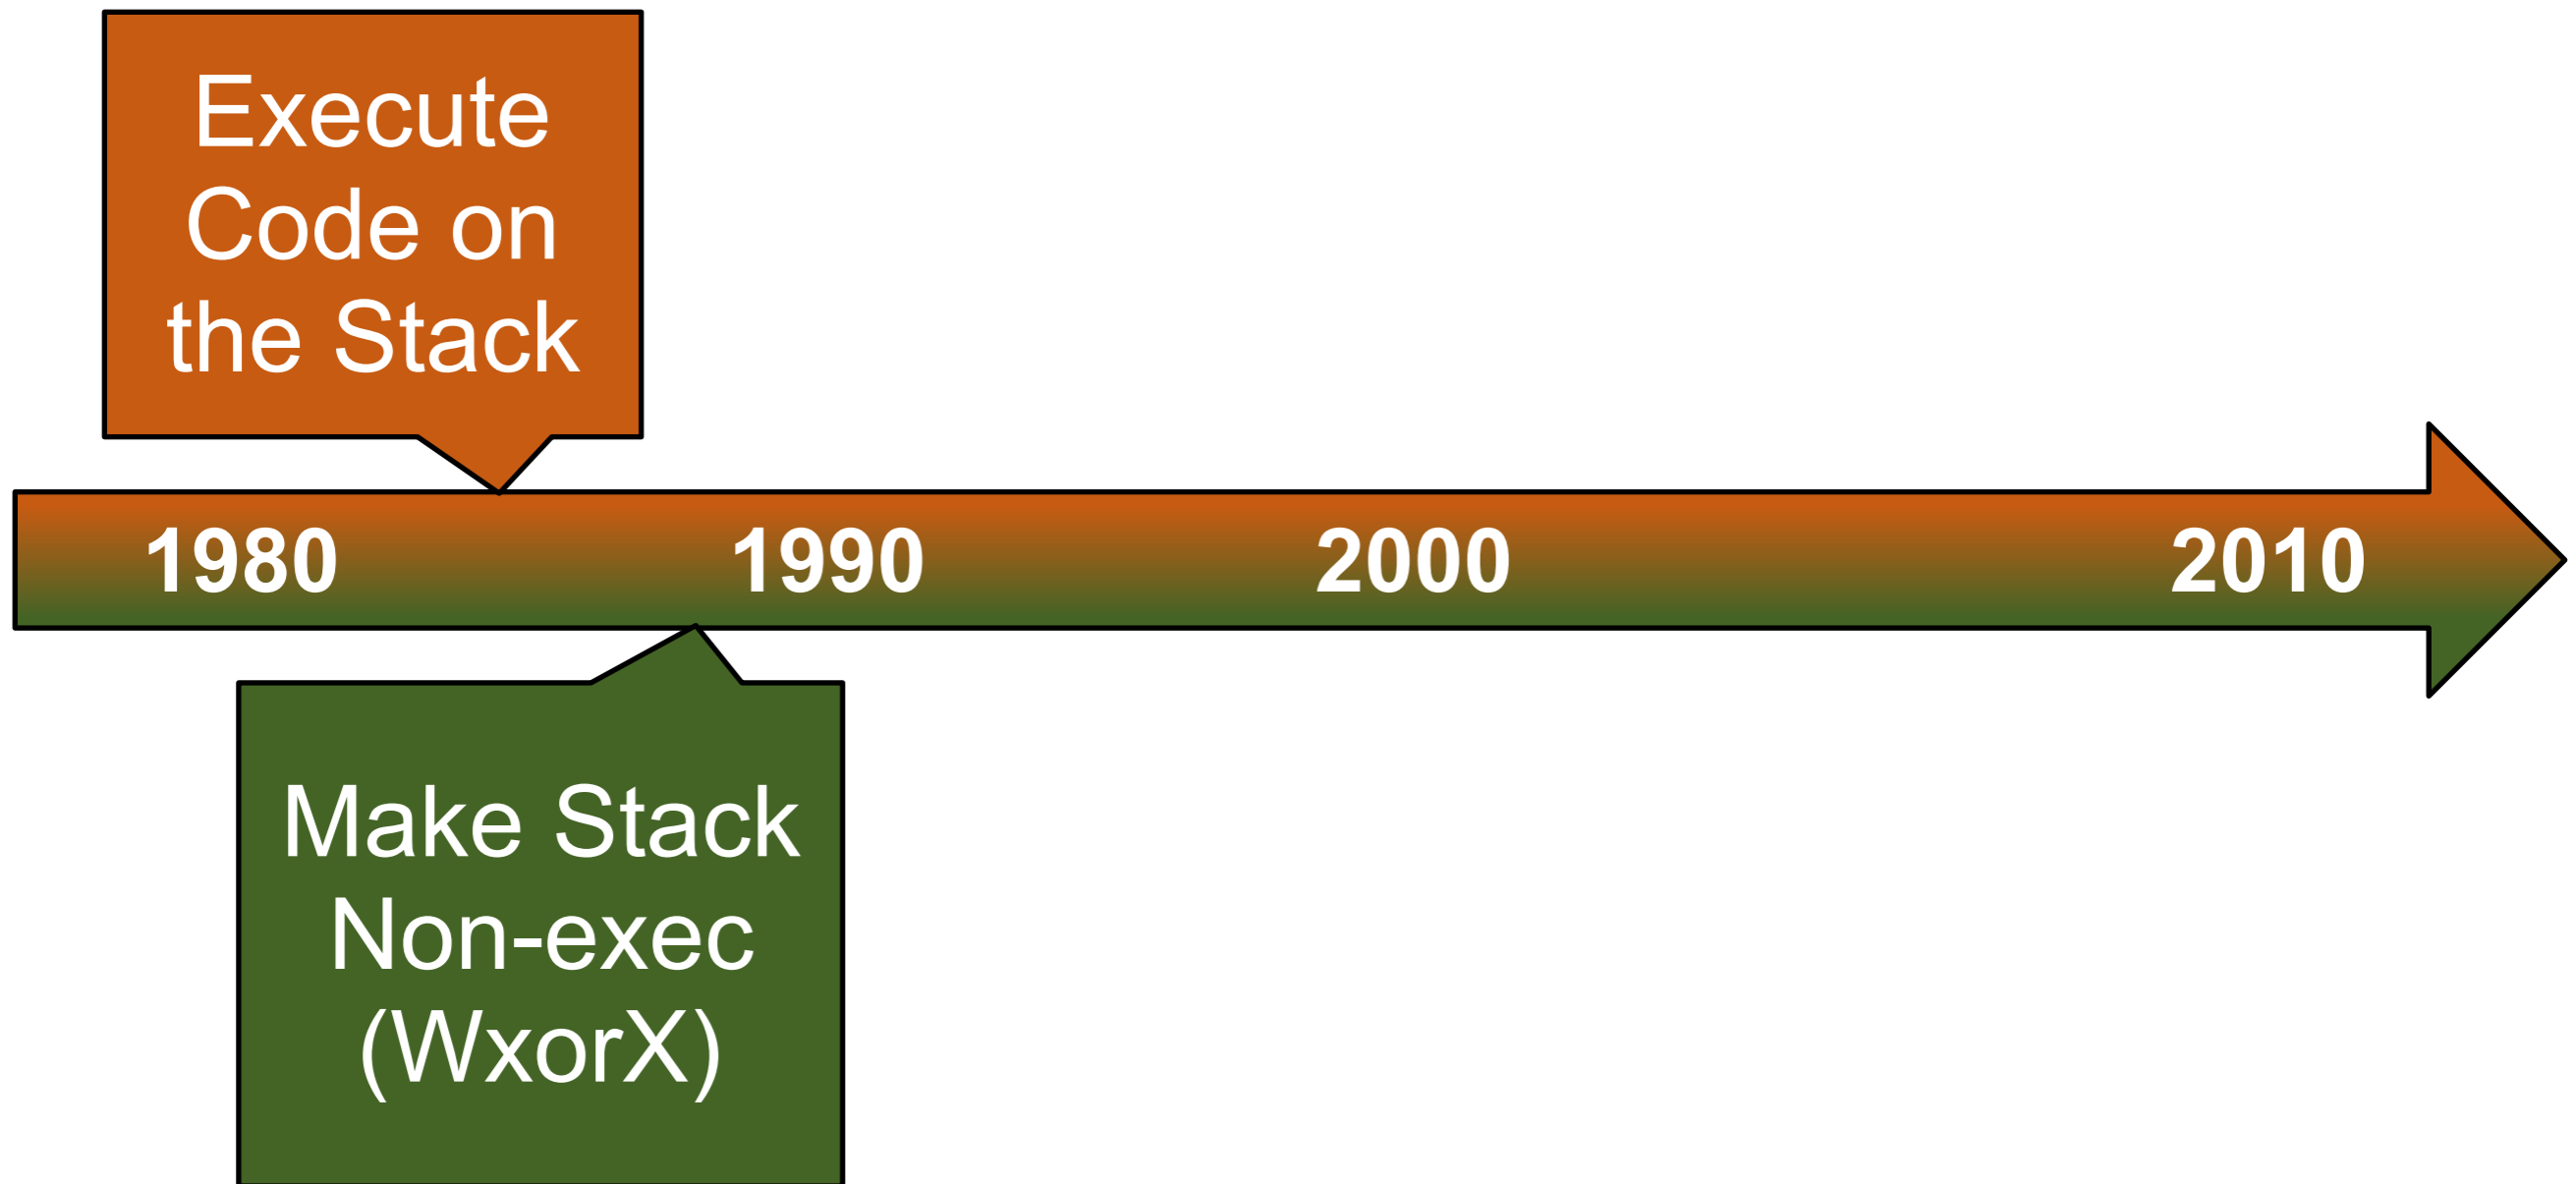 Execute
Code on
the Stack
1980 1990 2000 2010
Make Stack
Non-exec
(WxorX)